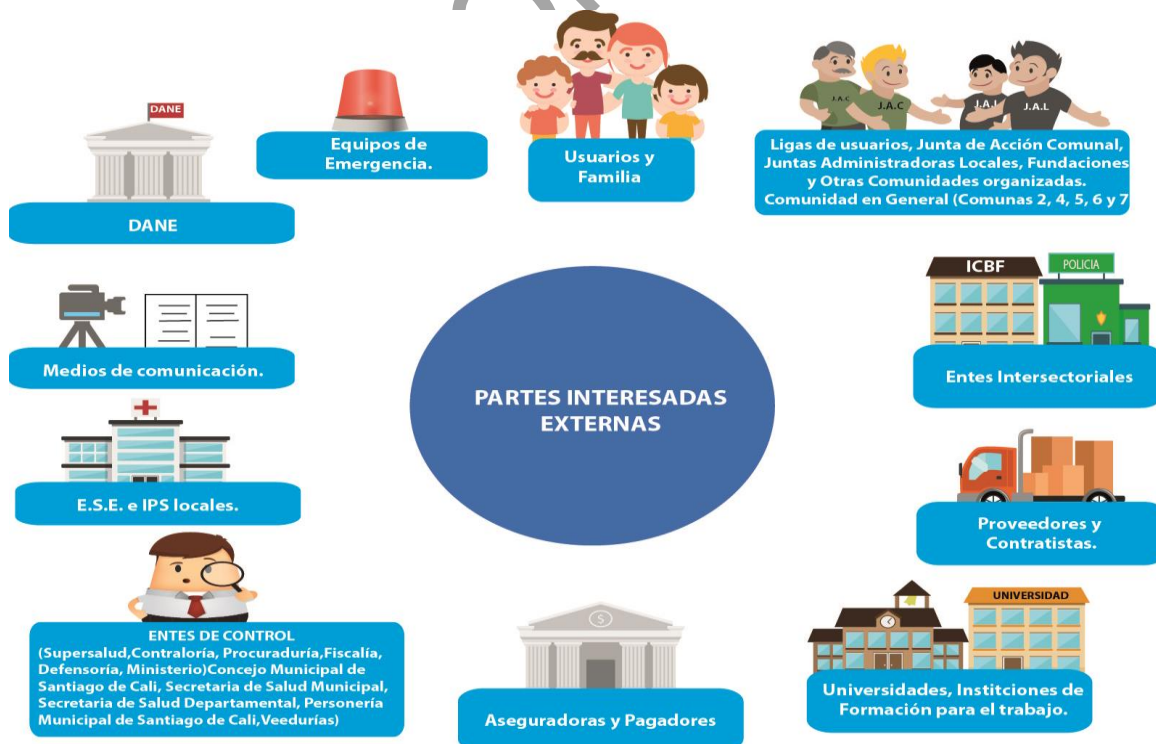 DANE
DANE
Equipos de
Emergencia.
Usuarios y
Familia
J.A.C
J.A.C
J.A.L
J.A.L
Ligas de usuarios, Junta de Acción Comunal,
Juntas Administradoras Locales, Fundaciones
y Otras Comunidades organizadas.
Comunidad en General (Comunas 2, 4, 5, 6 y 7
Medios de comunicación.
PARTES INTERESADAS
EXTERNAS
ICBF
POLICIA
Entes Intersectoriales
E.S.E. e IPS locales.
Proveedores y
Contratistas.
ENTES DE CONTROL
(Supersalud,Contraloría, Procuraduría,Fiscalía,
Defensoría, Ministerio)Concejo Municipal de
Santiago de Cali, Secretaria de Salud Municipal,
Secretaria de Salud Departamental, Personería
Municipal de Santiago de Cali,Veedurías)
$
Aseguradoras y Pagadores
UNIVERSIDAD
Universidades, Institciones de
Formación para el trabajo.